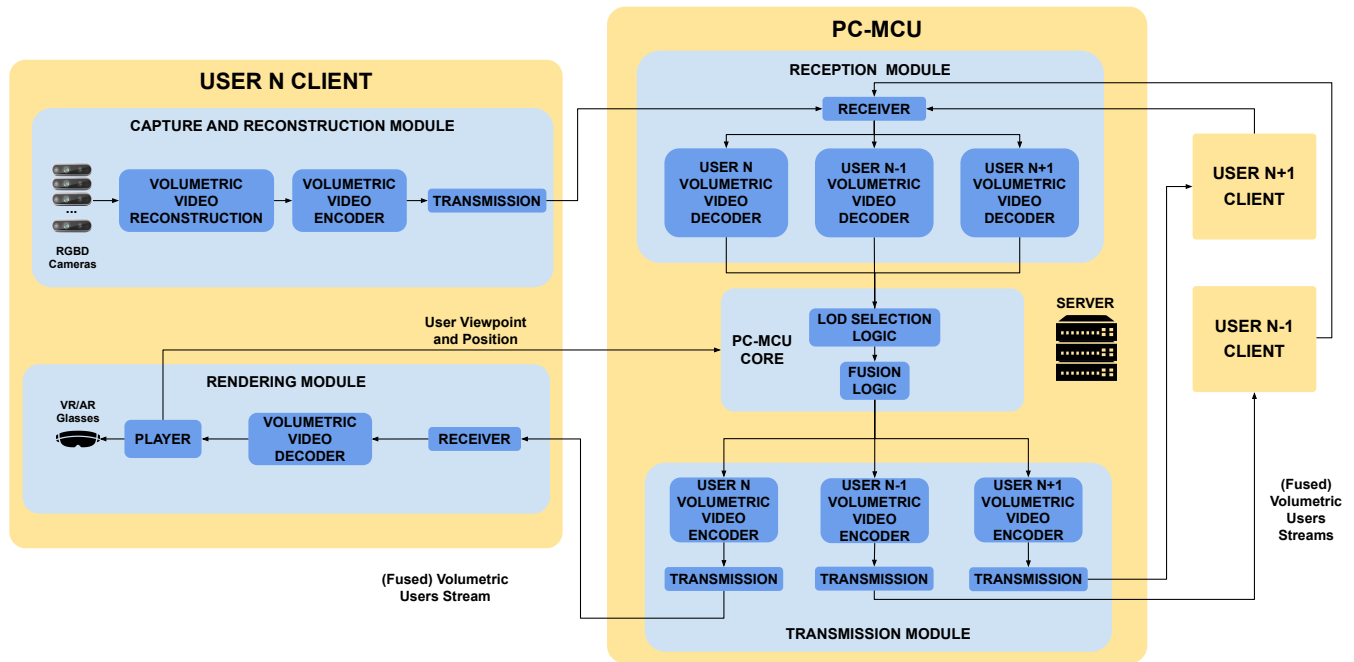 USER N CLIENT
CAPTURE AND RECONSTRUCTION MODULE
...
RGBD
Cameras
VOLUMETRIC
VIDEO
RECONSTRUCTION
VOLUMETRIC
VIDEO
ENCODER
TRANSMISSION
User Viewpoint
and Position
RENDERING MODULE
VR/AR
Glasses
PLAYER
VOLUMETRIC
VIDEO
DECODER
RECEIVER
(Fused) Volumetric
Users Stream
PC-MCU
RECEPTION MODULE
RECEIVER
USER N
VOLUMETRIC
VIDEO
DECODER
USER N-1
VOLUMETRIC
VIDEO
DECODER
USER N+1
VOLUMETRIC
VIDEO
DECODER
PC-MCU
CORE
LOD SELECTION
LOGIC
FUSION
LOGIC
SERVER
USER N
VOLUMETRIC
VIDEO
ENCODER
USER N-1
VOLUMETRIC
VIDEO
ENCODER
USER N+1
VOLUMETRIC
VIDEO
ENCODER
TRANSMISSION
TRANSMISSION
TRANSMISSION
TRANSMISSION MODULE
USER N+1
CLIENT
USER N-1
CLIENT
(Fused)
Volumetric
Users
Streams